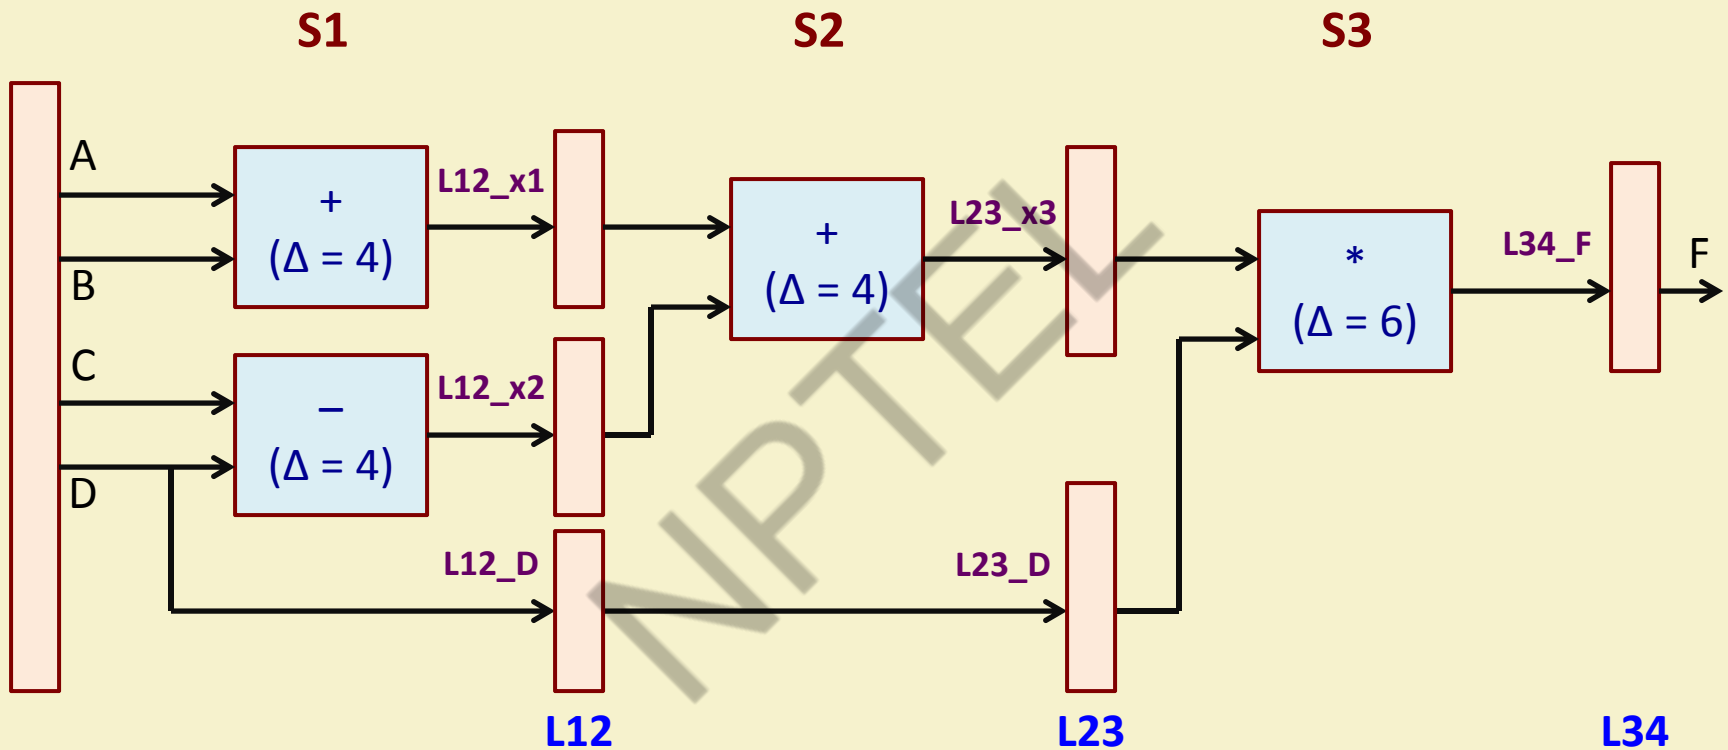 S1
S2
S3
A
B
C
D
+
(Δ = 4)
–
(Δ = 4)
L12_x1
L12_x2
L12_D
+
(Δ = 4)
L23_x3
L23_D
*
(Δ = 6)
L34_F
F
L12
L23
L34
NPTEL